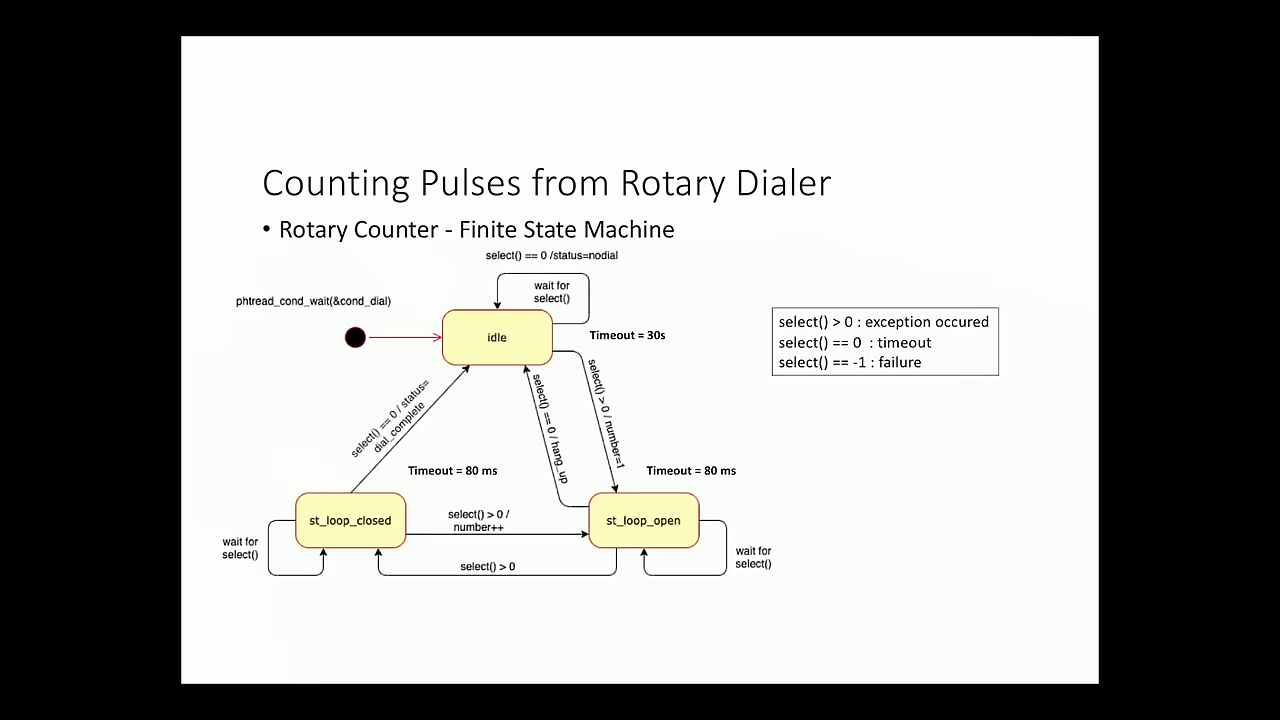 Counting Pulses from Rotary Dialer
• Rotary Counter - Finite State Machine
select() == 0 /status=nodial
wait for
select()
phtread_cond_wait(&cond_dial)
idle
Timeout = 30s
select() > 0 : exception occured
select() == 0 : timeout
select() == -1 : failure
select() == 0 / status=
dial_complete
select() == 0 / hang_up
select() > 0 / number=1
Timeout = 80 ms
Timeout = 80 ms
st_loop_closed
select() > 0 /
number++
st_loop_open
wait for
select()
select() > 0
wait for
select()